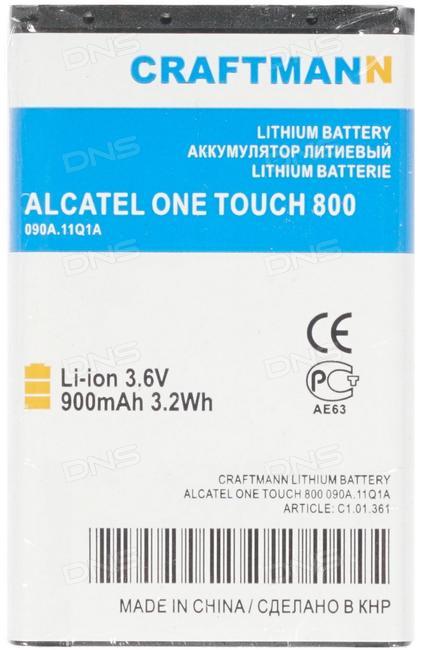 CRAFTMANN
LITHIUM BATTERY
АККУМУЛЯТОР ЛИТИЕВЫЙ
LITHIUM BATTERIE
ALCATEL ONE TOUCH 800
090A.11Q1A
CE
Li-ion 3.6V
900mAh 3.2Wh
РСТ
AE63
CRAFTMANN LITHIUM BATTERY
ALCATEL ONE TOUCH 800 090A.11Q1A
ARTICLE: C1.01.361
MADE IN CHINA / СДЕЛАНО В КНР
DNS